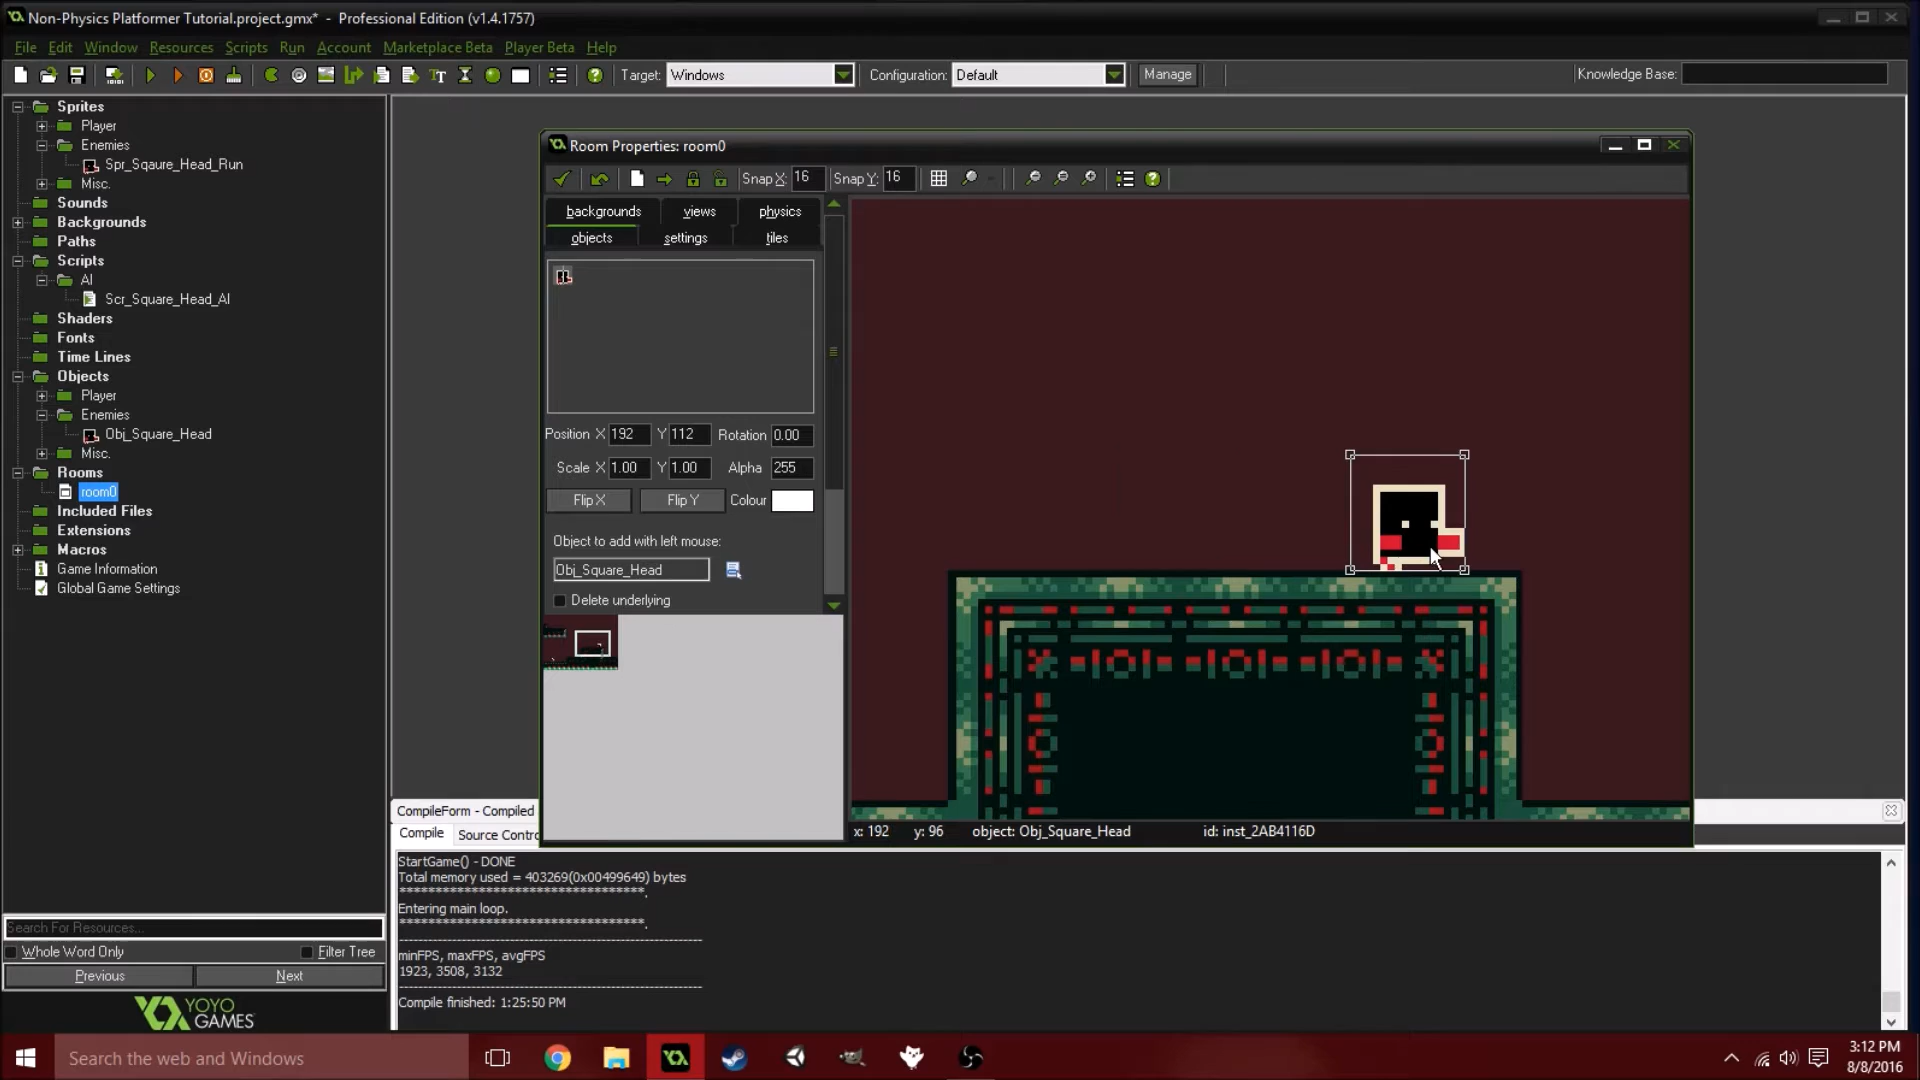 Non-Physics Platformer Tutorial.project.gmx* - Professional Edition (v1.4.1757)
File Edit Window Resources Scripts Run Account Marketplace Beta Player Beta Help
Target: Windows Configuration: Default Manage Knowledge Base:
Sprites
Player
Enemies
Spr_Sqaure_Head_Run
Misc.
Sounds
Backgrounds
Paths
Scripts
AI
Scr_Square_Head_AI
Shaders
Fonts
Time Lines
Objects
Player
Enemies
Obj_Square_Head
Misc.
Rooms
room0
Included Files
Extensions
Macros
Game Information
Global Game Settings
Search For Resources...
Whole Word Only Filter Tree
Previous Next
YOYO
GAMES
Room Properties: room0
Snap X: 16 Snap Y: 16
backgrounds views physics
objects settings tiles
Position X 192 Y 112 Rotation 0.00
Scale X 1.00 Y 1.00 Alpha 255
Flip X Flip Y Colour
Object to add with left mouse:
Obj_Square_Head
Delete underlying
x: 192 y: 96 object: Obj_Square_Head id: inst_2AB4116D
CompileForm - Compiled
Compile Source Contro
StartGame() - DONE
Total memory used = 403269(0x00499649) bytes
**********************************.
Entering main loop.
**********************************.
minFPS, maxFPS, avgFPS
1923, 3508, 3132
Compile finished: 1:25:50 PM
Search the web and Windows
3:12 PM
8/8/2016